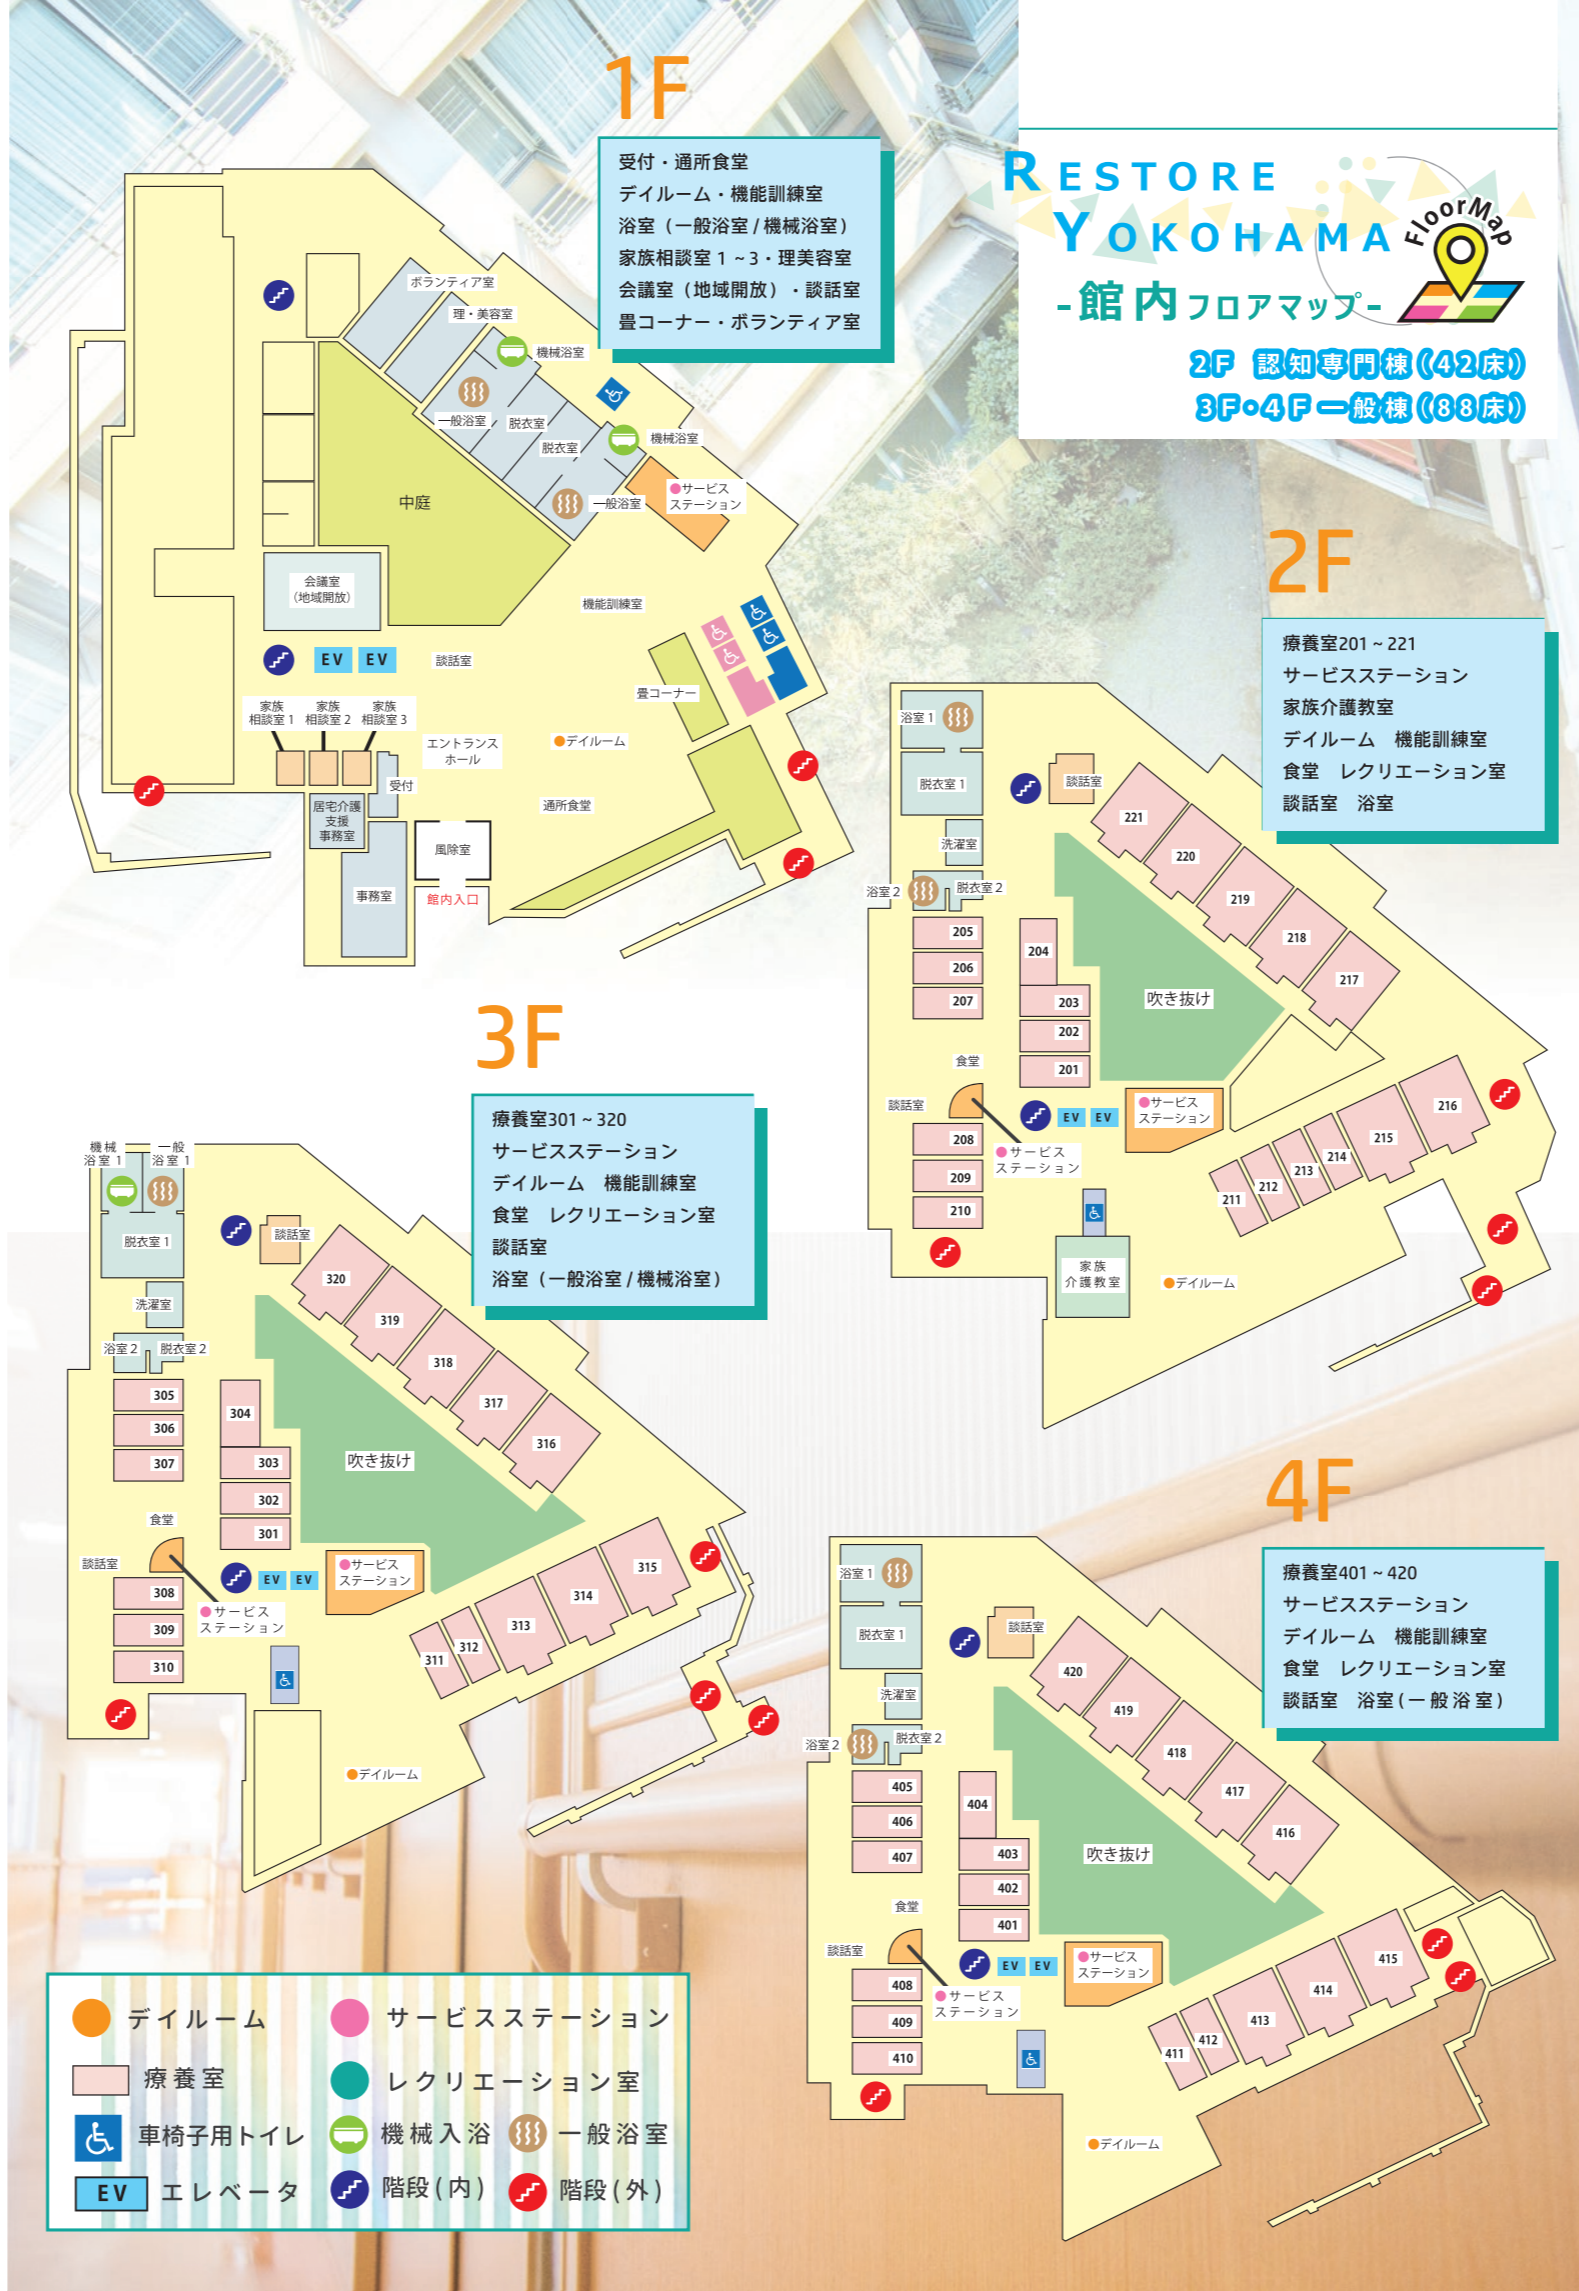 RESTORE
YOKOHAMA
FloorMap
-館内フロアマップ-
2F 認知専門棟(42床)
3F・4F一般棟(88床)
1F
受付・通所食堂
デイルーム・機能訓練室
浴室（一般浴室/機械浴室）
家族相談室１~３・理美容室
会議室（地域開放）・談話室
畳コーナー・ボランティア室
ボランティア室
理・美容室
機械浴室
一般浴室
脱衣室
脱衣室
機械浴室
一般浴室
●サービス
ステーション
中庭
会議室
（地域開放）
機能訓練室
EV
EV
談話室
畳コーナー
家族
相談室1
家族
相談室2
家族
相談室3
エントランス
ホール
●デイルーム
受付
居宅介護
支援
事務室
通所食堂
風除室
事務室
館内入口
2F
療養室201~221
サービスステーション
家族介護教室
デイルーム　機能訓練室
食堂　レクリエーション室
談話室　浴室
浴室1
脱衣室1
談話室
洗濯室
浴室2
脱衣室2
221
220
219
218
217
205
206
207
204
203
202
201
吹き抜け
食堂
談話室
EV
EV
●サービス
ステーション
●サービス
ステーション
208
209
210
216
215
214
213
212
211
家族
介護教室
●デイルーム
3F
療養室301~320
サービスステーション
デイルーム　機能訓練室
食堂　レクリエーション室
談話室
浴室（一般浴室/機械浴室）
機械
浴室1
一般
浴室1
脱衣室1
談話室
洗濯室
浴室2
脱衣室2
320
319
318
317
316
305
306
307
304
303
302
301
吹き抜け
食堂
談話室
EV
EV
●サービス
ステーション
●サービス
ステーション
308
309
310
315
314
313
312
311
●デイルーム
4F
療養室401~420
サービスステーション
デイルーム　機能訓練室
食堂　レクリエーション室
談話室　浴室(一般浴室)
浴室1
脱衣室1
談話室
洗濯室
浴室2
脱衣室2
420
419
418
417
416
405
406
407
404
403
402
401
吹き抜け
食堂
談話室
EV
EV
●サービス
ステーション
●サービス
ステーション
408
409
410
415
414
413
412
411
●デイルーム
デイルーム
サービスステーション
療養室
レクリエーション室
車椅子用トイレ
機械入浴
一般浴室
EV
エレベータ
階段(内)
階段(外)